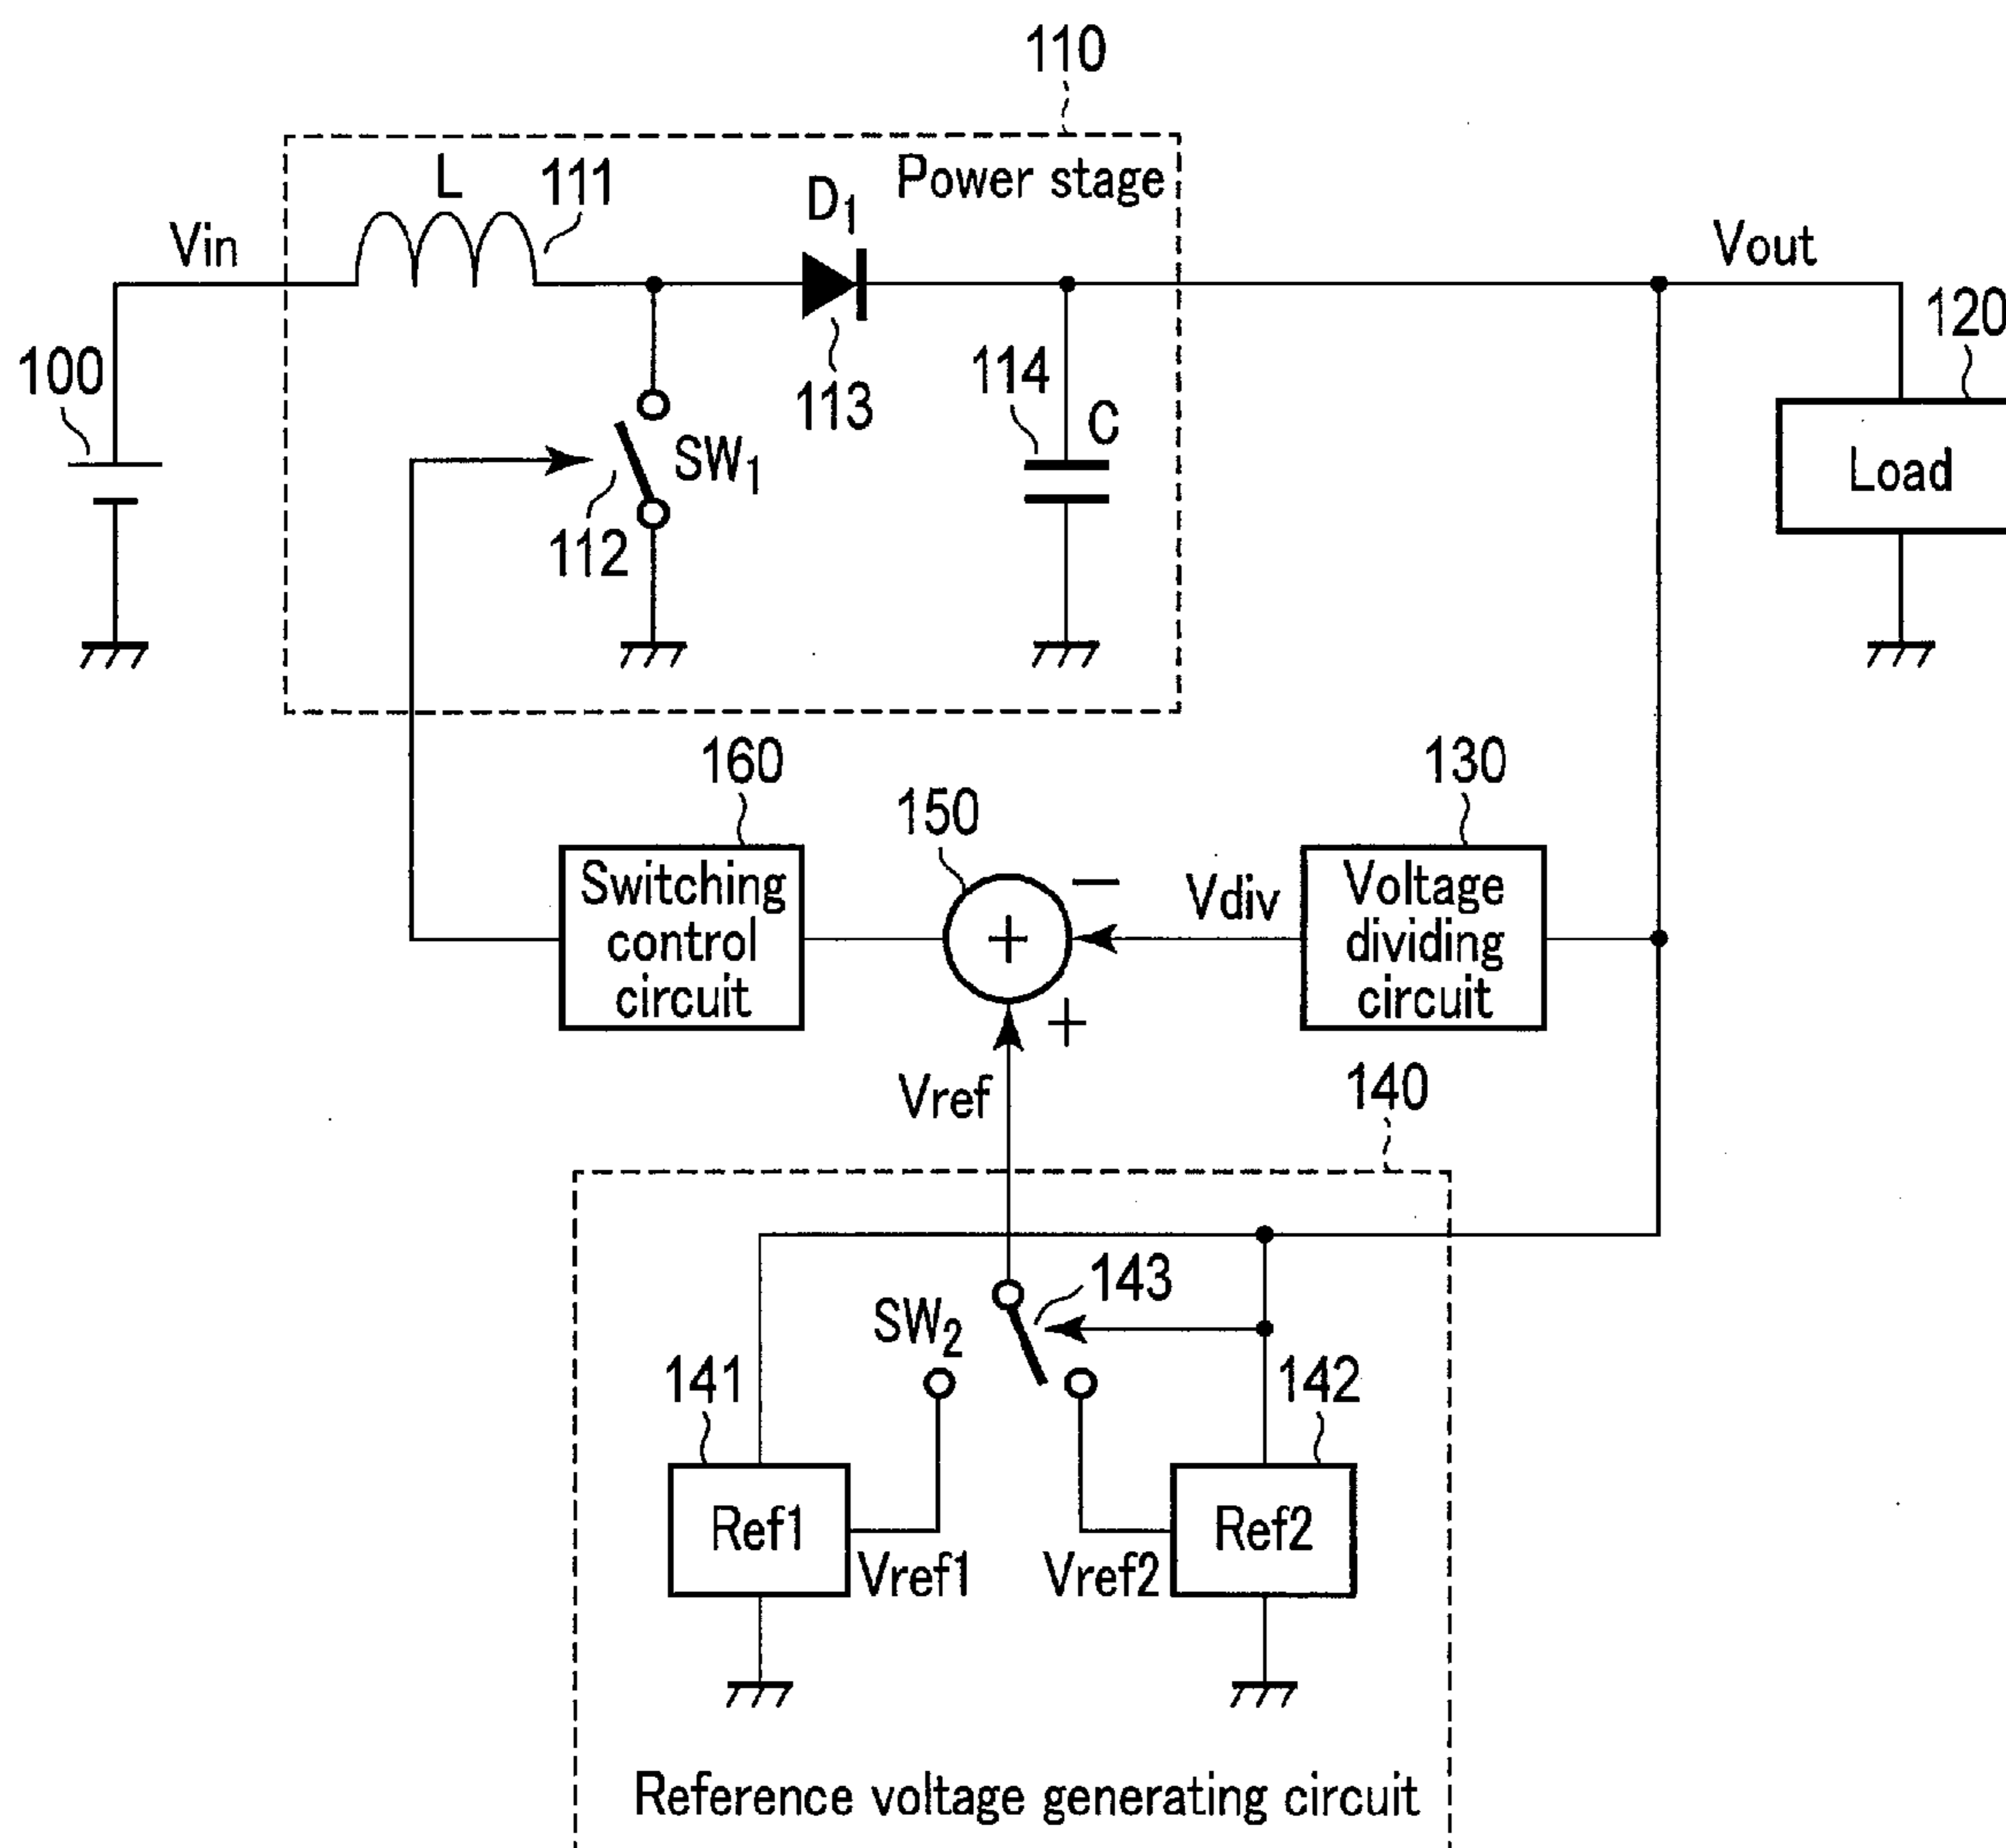 110
L
111
D1
Power stage
Vin
Vout
100
113
114
C
120
SW1
Load
112
160
150
130
Switching
control
circuit
+
−
Vdiv
Voltage
dividing
circuit
+
Vref
140
143
SW2
141
142
Ref1
Ref2
Vref1
Vref2
Reference voltage generating circuit